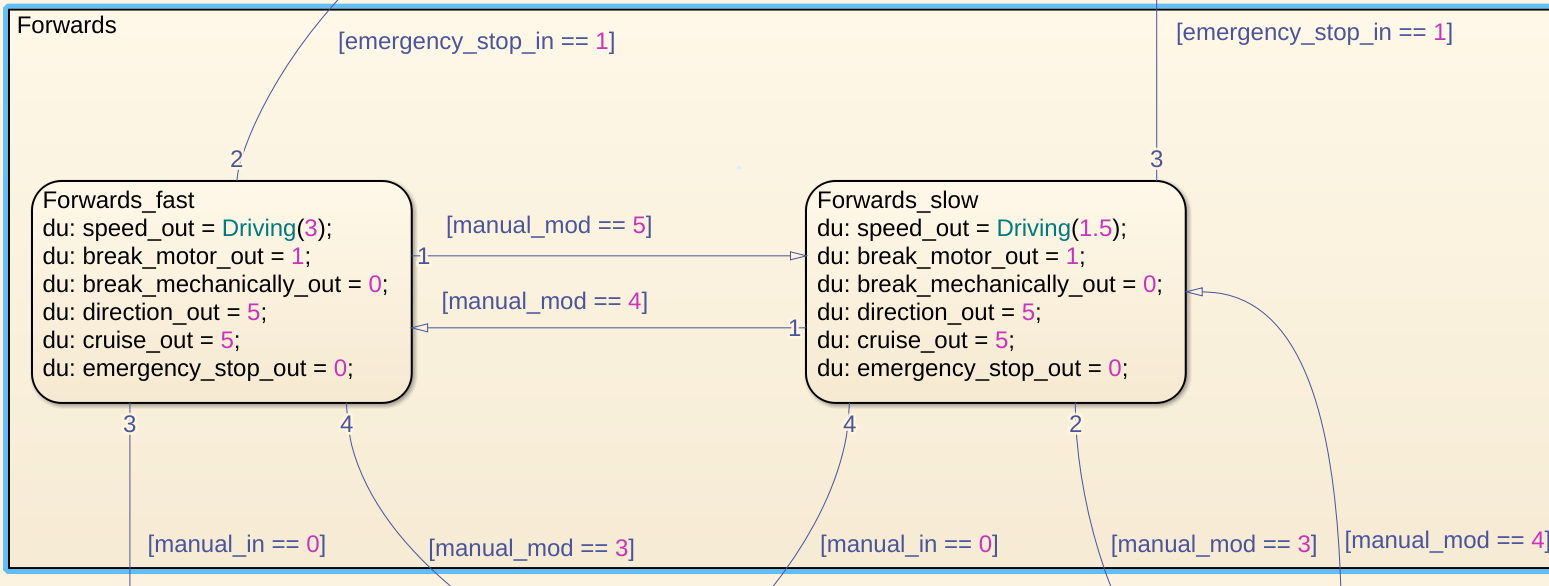 Forwards
[emergency_stop_in == 1]
[emergency_stop_in == 1]
2
3
Forwards_fast
du: speed_out = Driving(3);
du: break_motor_out = 1;
du: break_mechanically_out = 0;
du: direction_out = 5;
du: cruise_out = 5;
du: emergency_stop_out = 0;
[manual_mod == 5]
1
[manual_mod == 4]
1
Forwards_slow
du: speed_out = Driving(1.5);
du: break_motor_out = 1;
du: break_mechanically_out = 0;
du: direction_out = 5;
du: cruise_out = 5;
du: emergency_stop_out = 0;
3
4
4
2
[manual_in == 0]
[manual_mod == 3]
[manual_in == 0]
[manual_mod == 3]
[manual_mod == 4]